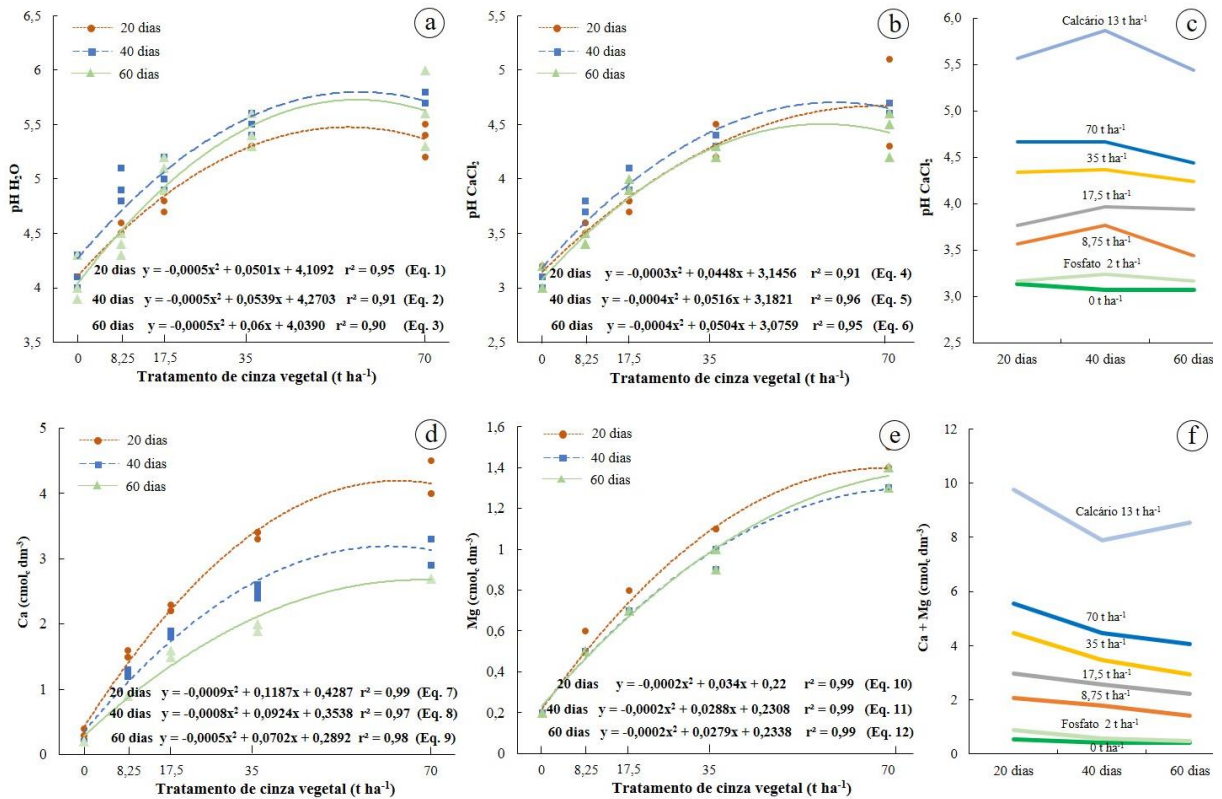 a
20 dias
40 dias
60 dias
6,5
6
5,5
5
4,5
4
3,5
pH H₂O
20 dias y = -0,0005x² + 0,0501x + 4,1092 r² = 0,95 (Eq. 1)
40 dias y = -0,0005x² + 0,0539x + 4,2703 r² = 0,91 (Eq. 2)
60 dias y = -0,0005x² + 0,06x + 4,0390 r² = 0,90 (Eq. 3)
0 8,25 17,5 35 70
Tratamento de cinza vegetal (t ha⁻¹)
b
20 dias
40 dias
60 dias
5,5
5
4,5
4
3,5
3
2,5
pH CaCl₂
20 dias y = -0,0003x² + 0,0448x + 3,1456 r² = 0,91 (Eq. 4)
40 dias y = -0,0004x² + 0,0516x + 3,1821 r² = 0,96 (Eq. 5)
60 dias y = -0,0004x² + 0,0504x + 3,0759 r² = 0,95 (Eq. 6)
0 8,25 17,5 35 70
Tratamento de cinza vegetal (t ha⁻¹)
c
6,0
5,5
5,0
4,5
4,0
3,5
3,0
2,5
pH CaCl₂
Calcário 13 t ha⁻¹
70 t ha⁻¹
35 t ha⁻¹
17,5 t ha⁻¹
8,75 t ha⁻¹
Fosfato 2 t ha⁻¹
0 t ha⁻¹
20 dias 40 dias 60 dias
d
20 dias
40 dias
60 dias
5
4
3
2
1
0
Ca (cmolc dm⁻³)
20 dias y = -0,0009x² + 0,1187x + 0,4287 r² = 0,99 (Eq. 7)
40 dias y = -0,0008x² + 0,0924x + 0,3538 r² = 0,97 (Eq. 8)
60 dias y = -0,0005x² + 0,0702x + 0,2892 r² = 0,98 (Eq. 9)
0 8,25 17,5 35 70
Tratamento de cinza vegetal (t ha⁻¹)
e
20 dias
40 dias
60 dias
1,6
1,4
1,2
1
0,8
0,6
0,4
0,2
0
Mg (cmolc dm⁻³)
20 dias y = -0,0002x² + 0,034x + 0,22 r² = 0,99 (Eq. 10)
40 dias y = -0,0002x² + 0,0288x + 0,2308 r² = 0,99 (Eq. 11)
60 dias y = -0,0002x² + 0,0279x + 0,2338 r² = 0,99 (Eq. 12)
0 8,25 17,5 35 70
Tratamento de cinza vegetal (t ha⁻¹)
f
12
10
8
6
4
2
0
Ca + Mg (cmolc dm⁻³)
Calcário 13 t ha⁻¹
70 t ha⁻¹
35 t ha⁻¹
17,5 t ha⁻¹
8,75 t ha⁻¹
Fosfato 2 t ha⁻¹
0 t ha⁻¹
20 dias 40 dias 60 dias